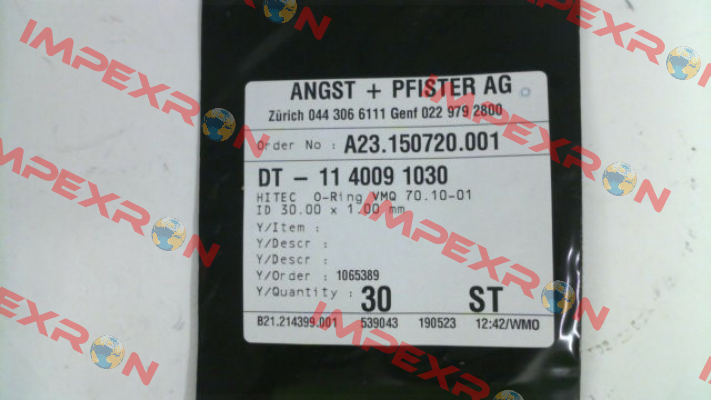 ANGST + PFISTER AG
Zürich 044 306 6111 Genf 022 979 2800
Order No : A23.150720.001
DT - 11 4009 1030
HITEC O-Ring VMQ 70.10-01
ID 30.00 x 1.00 mm
Y/Item :
Y/Descr :
Y/Descr :
Y/Order : 1065389
Y/Quantity : 30 ST
B21.214399.001 539043 190523 12:42/WMO
IMPEXRON
IMPEXRON
IMPEXRON
IMPEXRON
IMPEXRON
IMPEXRON